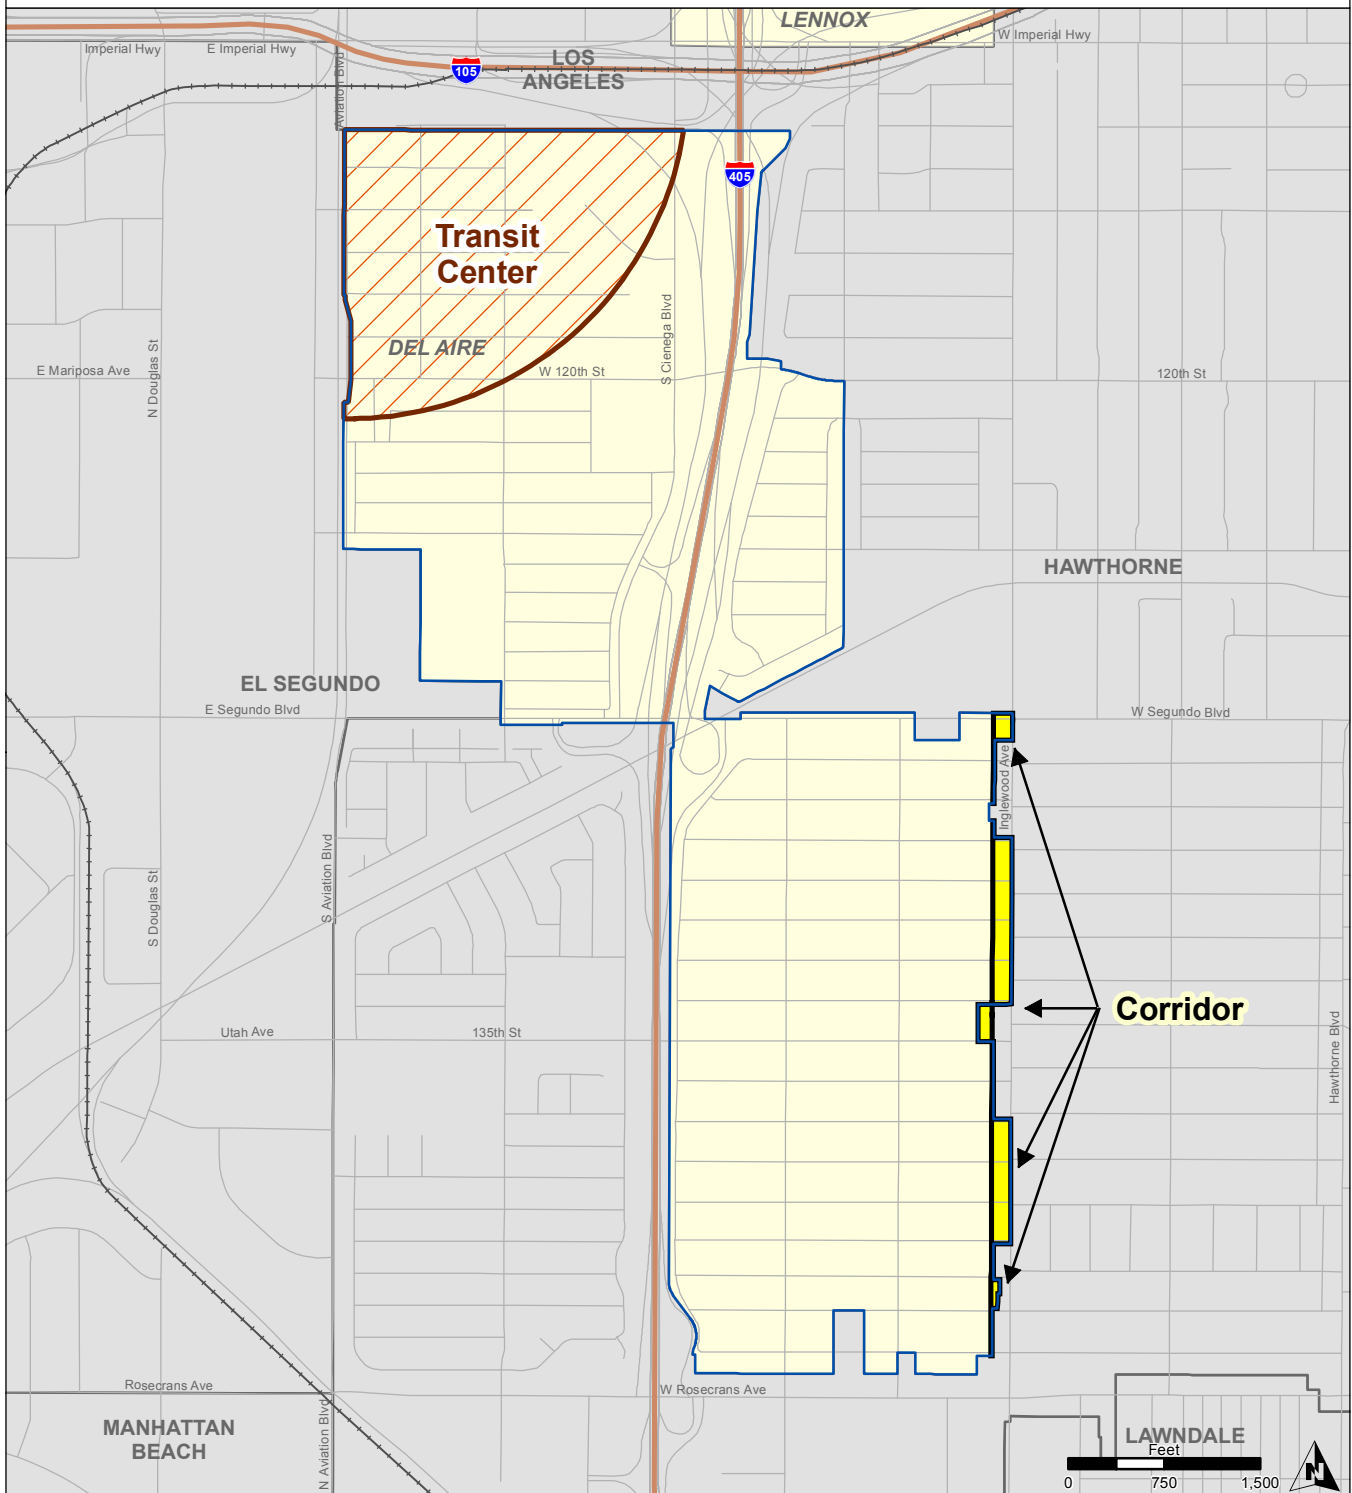 LENNOX
W Imperial Hwy
Imperial Hwy
E Imperial Hwy
LOS
ANGELES
105
Aviation Blvd
405
Transit
Center
DEL AIRE
S Cienega Blvd
N Douglas St
E Mariposa Ave
W 120th St
120th St
HAWTHORNE
EL SEGUNDO
E Segundo Blvd
W Segundo Blvd
Inglewood Ave
S Aviation Blvd
S Douglas St
Corridor
Utah Ave
135th St
Hawthorne Blvd
Rosecrans Ave
W Rosecrans Ave
MANHATTAN
BEACH
N Aviation Blvd
LAWNDALE
Feet
0 750 1,500
N